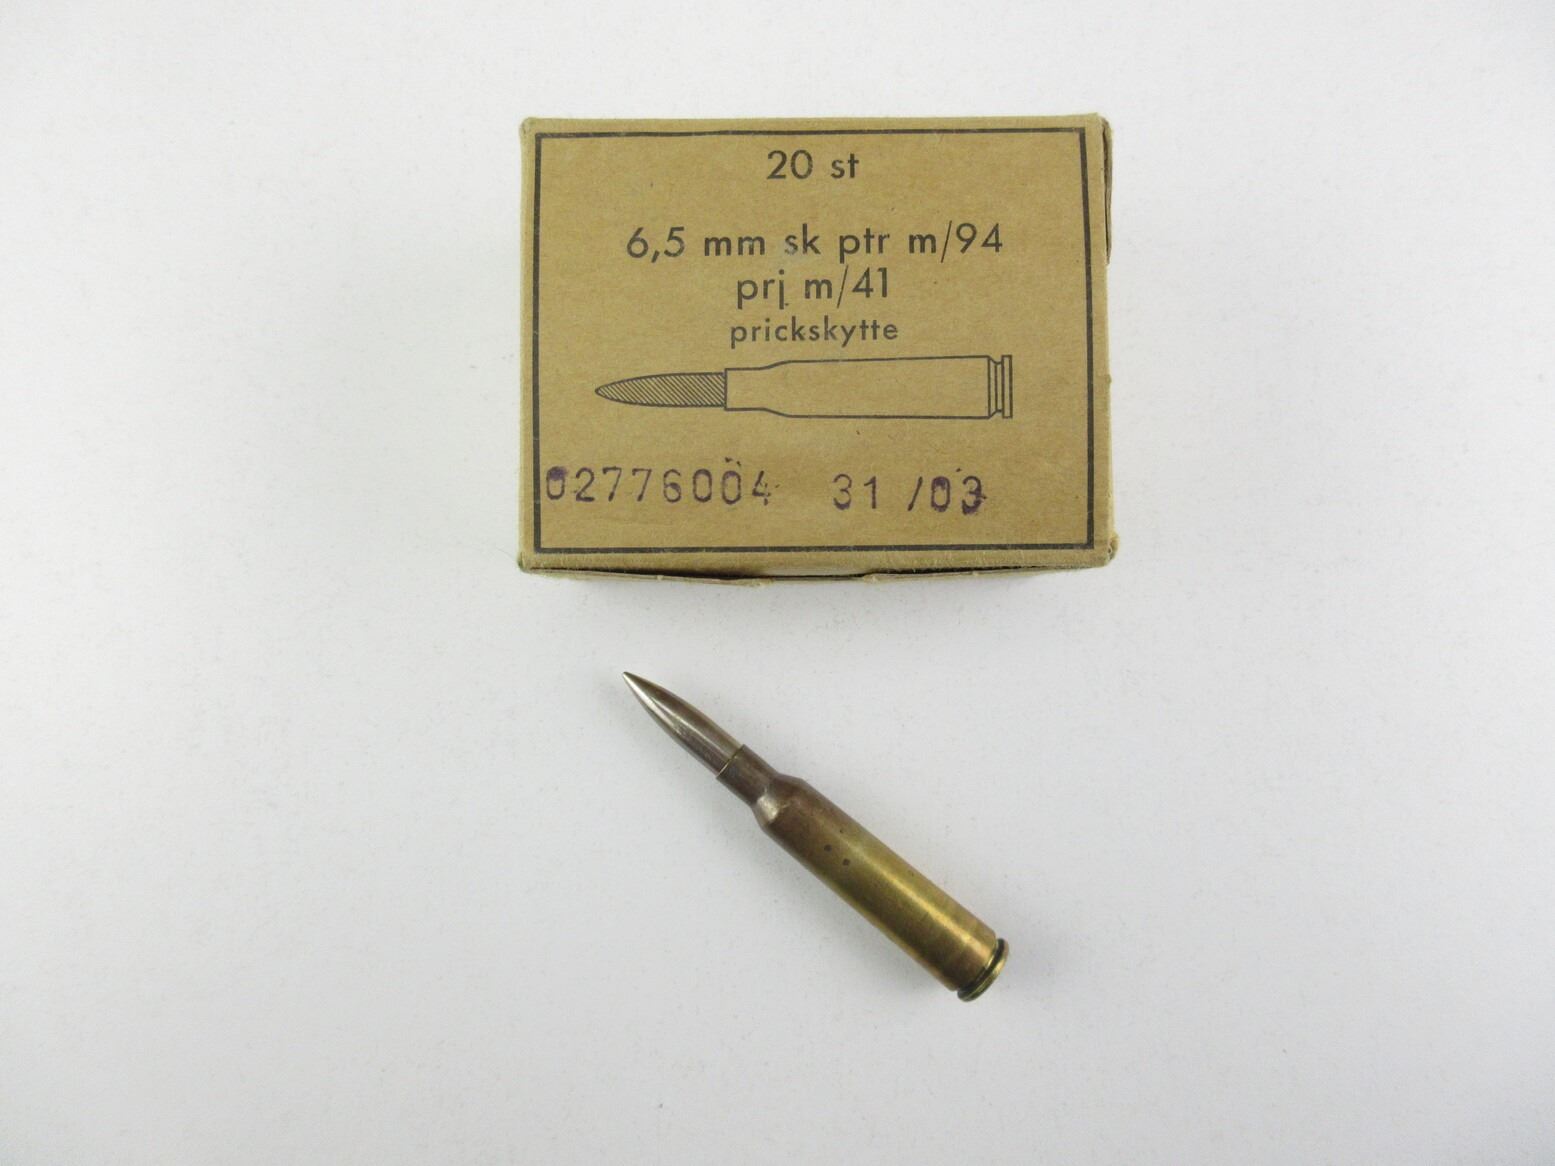 20 st
6,5 mm sk ptr m/94
prj m/41
prickskytte
02776004 31 /03